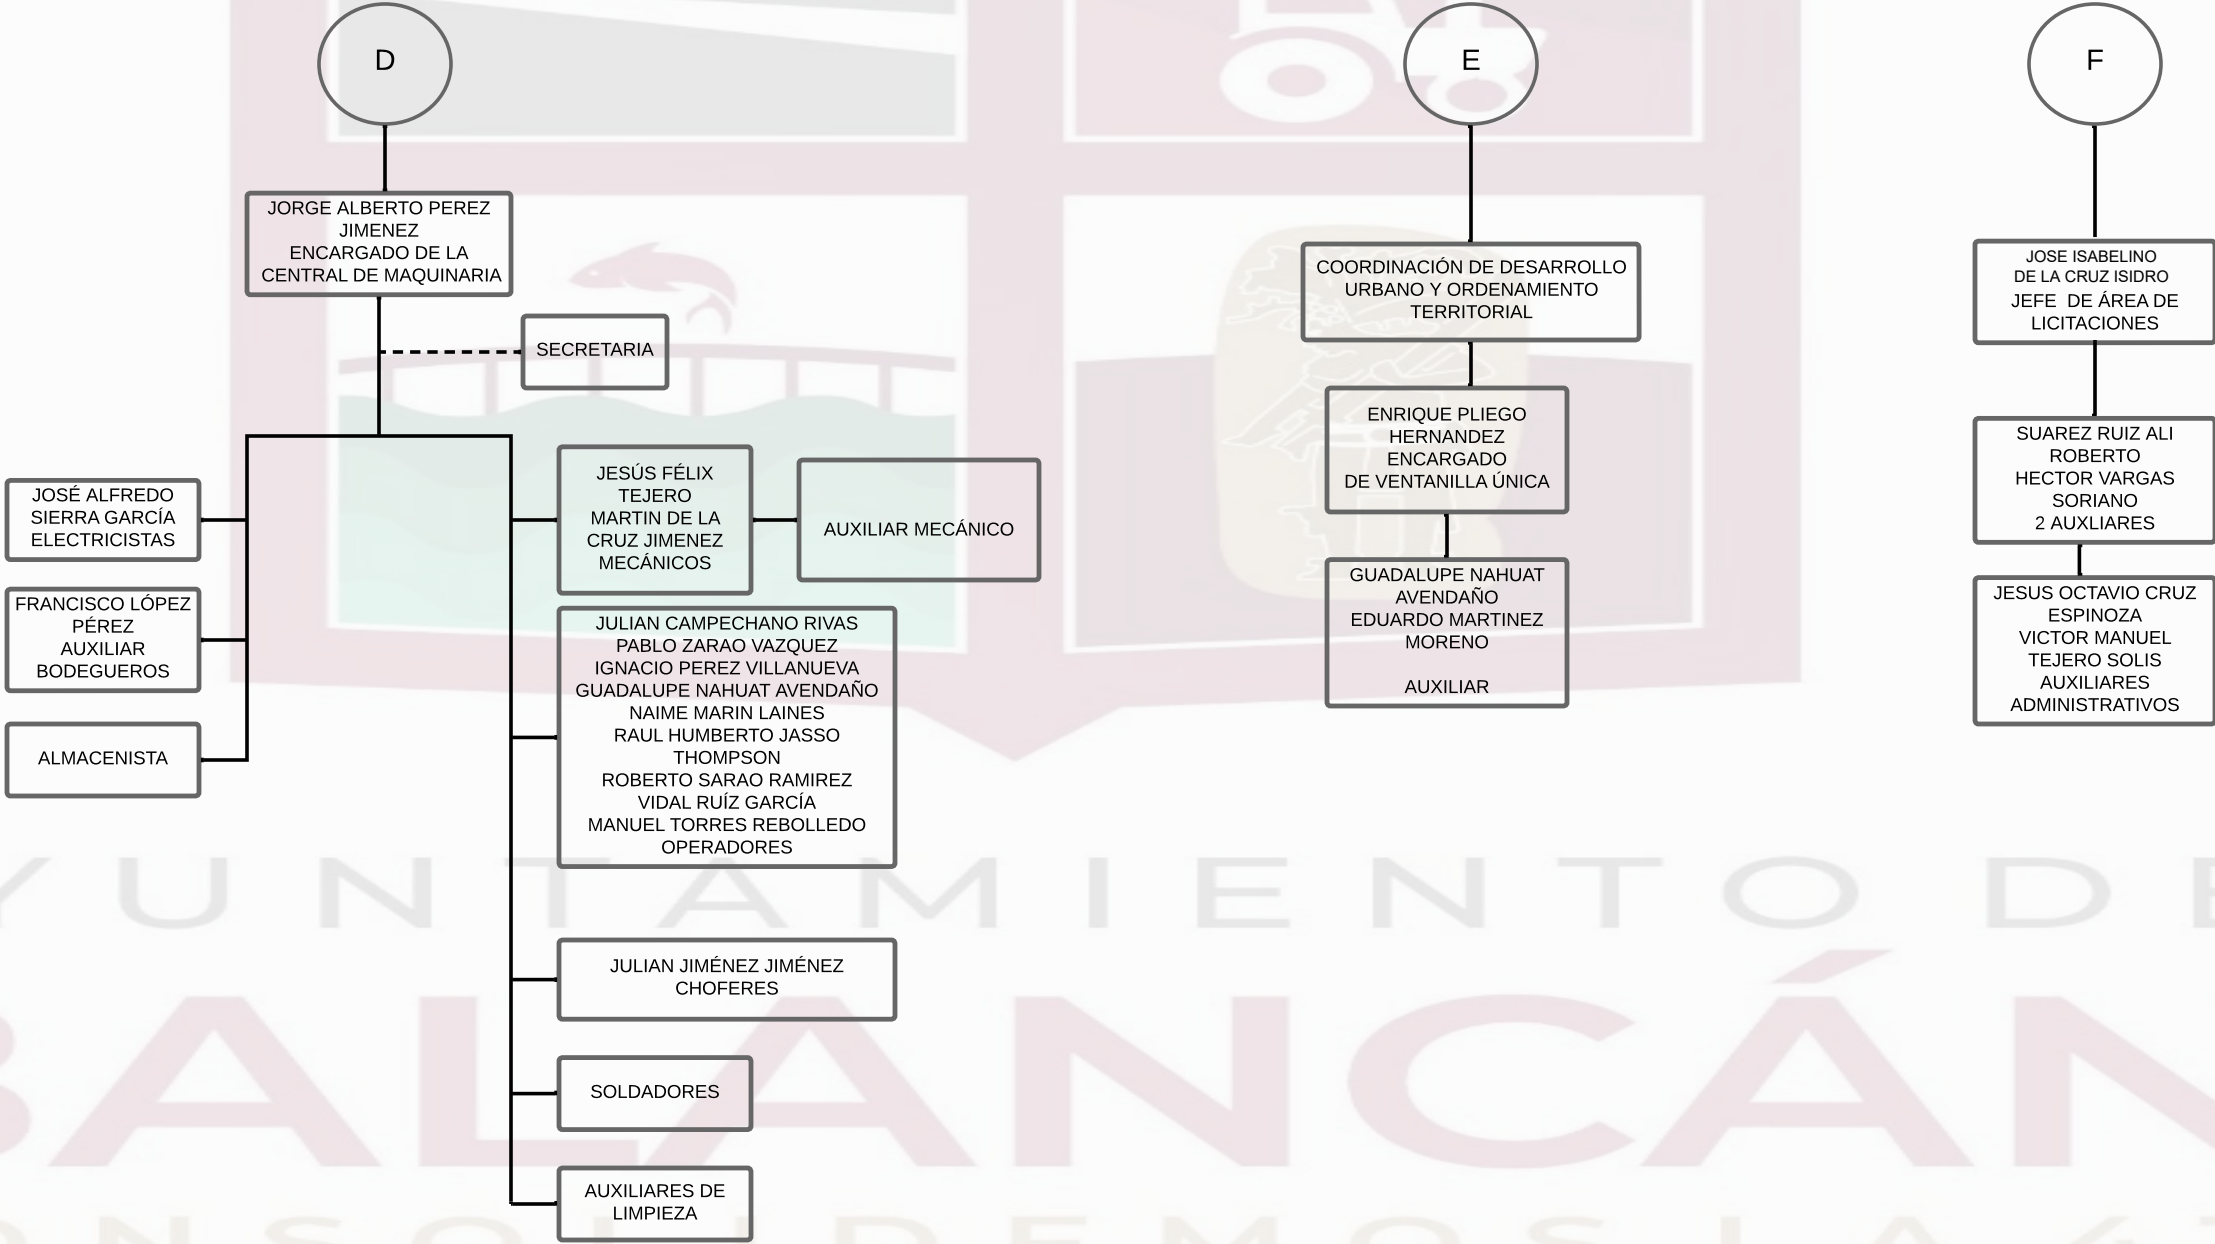 D
JORGE ALBERTO PEREZ
JIMENEZ
ENCARGADO DE LA
CENTRAL DE MAQUINARIA
SECRETARIA
JOSÉ ALFREDO
SIERRA GARCÍA
ELECTRICISTAS
FRANCISCO LÓPEZ
PÉREZ
AUXILIAR
BODEGUEROS
ALMACENISTA
JESÚS FÉLIX
TEJERO
MARTIN DE LA
CRUZ JIMENEZ
MECÁNICOS
AUXILIAR MECÁNICO
JULIAN CAMPECHANO RIVAS
PABLO ZARAO VAZQUEZ
IGNACIO PEREZ VILLANUEVA
GUADALUPE NAHUAT AVENDAÑO
NAIME MARIN LAINES
RAUL HUMBERTO JASSO
THOMPSON
ROBERTO SARAO RAMIREZ
VIDAL RUÍZ GARCÍA
MANUEL TORRES REBOLLEDO
OPERADORES
JULIAN JIMÉNEZ JIMÉNEZ
CHOFERES
SOLDADORES
AUXILIARES DE
LIMPIEZA
E
COORDINACIÓN DE DESARROLLO
URBANO Y ORDENAMIENTO
TERRITORIAL
ENRIQUE PLIEGO
HERNANDEZ
ENCARGADO
DE VENTANILLA ÚNICA
GUADALUPE NAHUAT
AVENDAÑO
EDUARDO MARTINEZ
MORENO
AUXILIAR
F
JOSE ISABELINO
DE LA CRUZ ISIDRO
JEFE  DE ÁREA DE
LICITACIONES
SUAREZ RUIZ ALI
ROBERTO
HECTOR VARGAS
SORIANO
2 AUXLIARES
JESUS OCTAVIO CRUZ
ESPINOZA
VICTOR MANUEL
TEJERO SOLIS
AUXILIARES
ADMINISTRATIVOS
YUNTAMIENTO DE
BALANCÁN